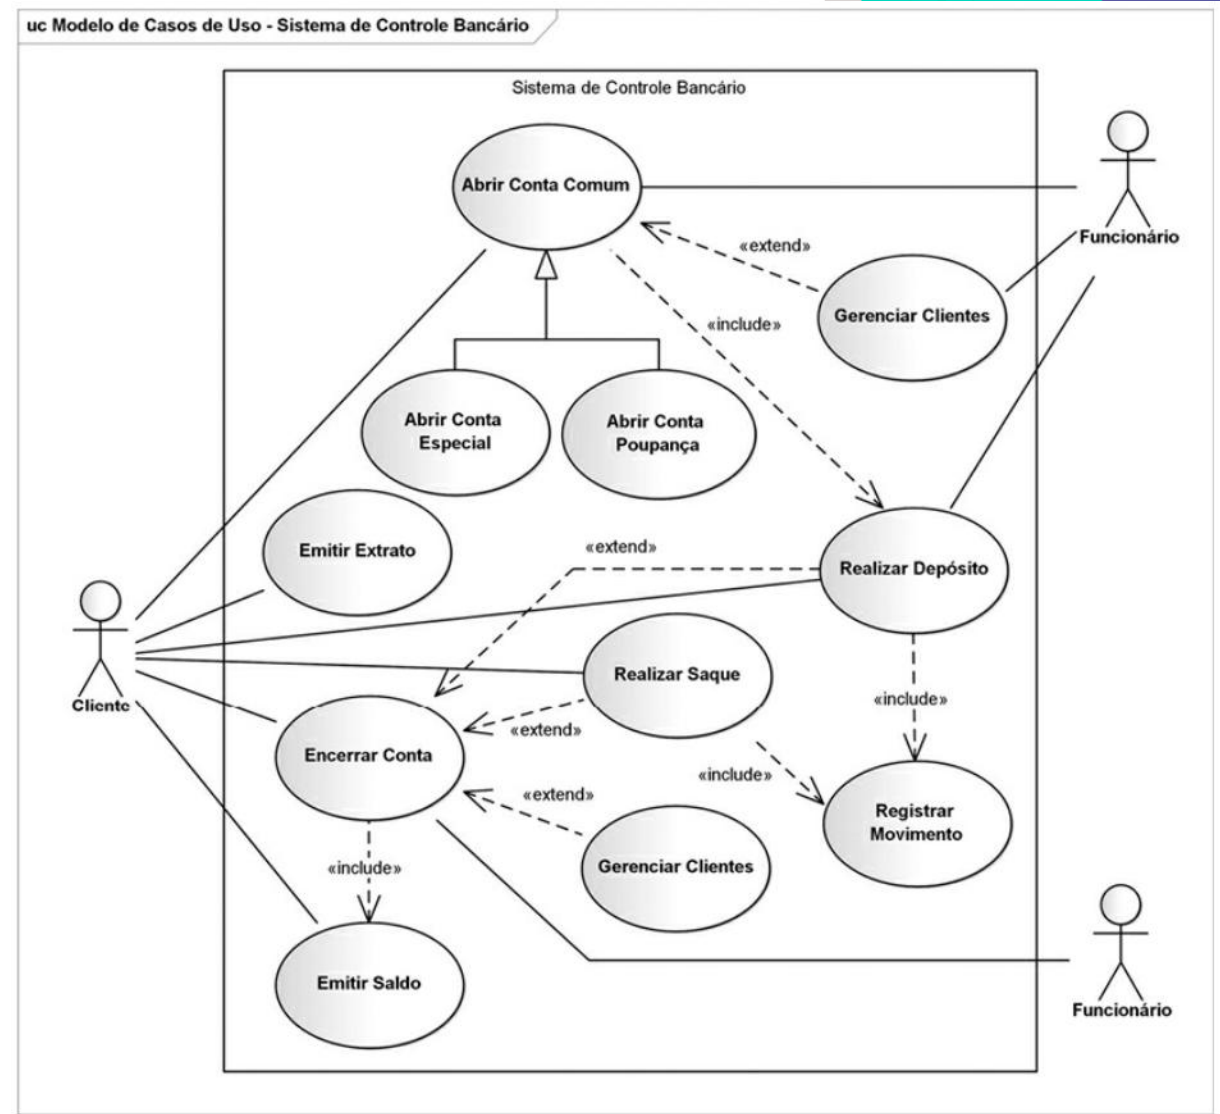 uc Modelo de Casos de Uso - Sistema de Controle Bancário
Sistema de Controle Bancário
Abrir Conta Comum
Funcionário
«extend»
Gerenciar Clientes
«include»
Abrir Conta
Especial
Abrir Conta
Poupança
Emitir Extrato
«extend»
Realizar Depósito
Cliente
Realizar Saque
«include»
«extend»
Encerrar Conta
«include»
«extend»
Registrar
Movimento
«include»
Gerenciar Clientes
Emitir Saldo
Funcionário